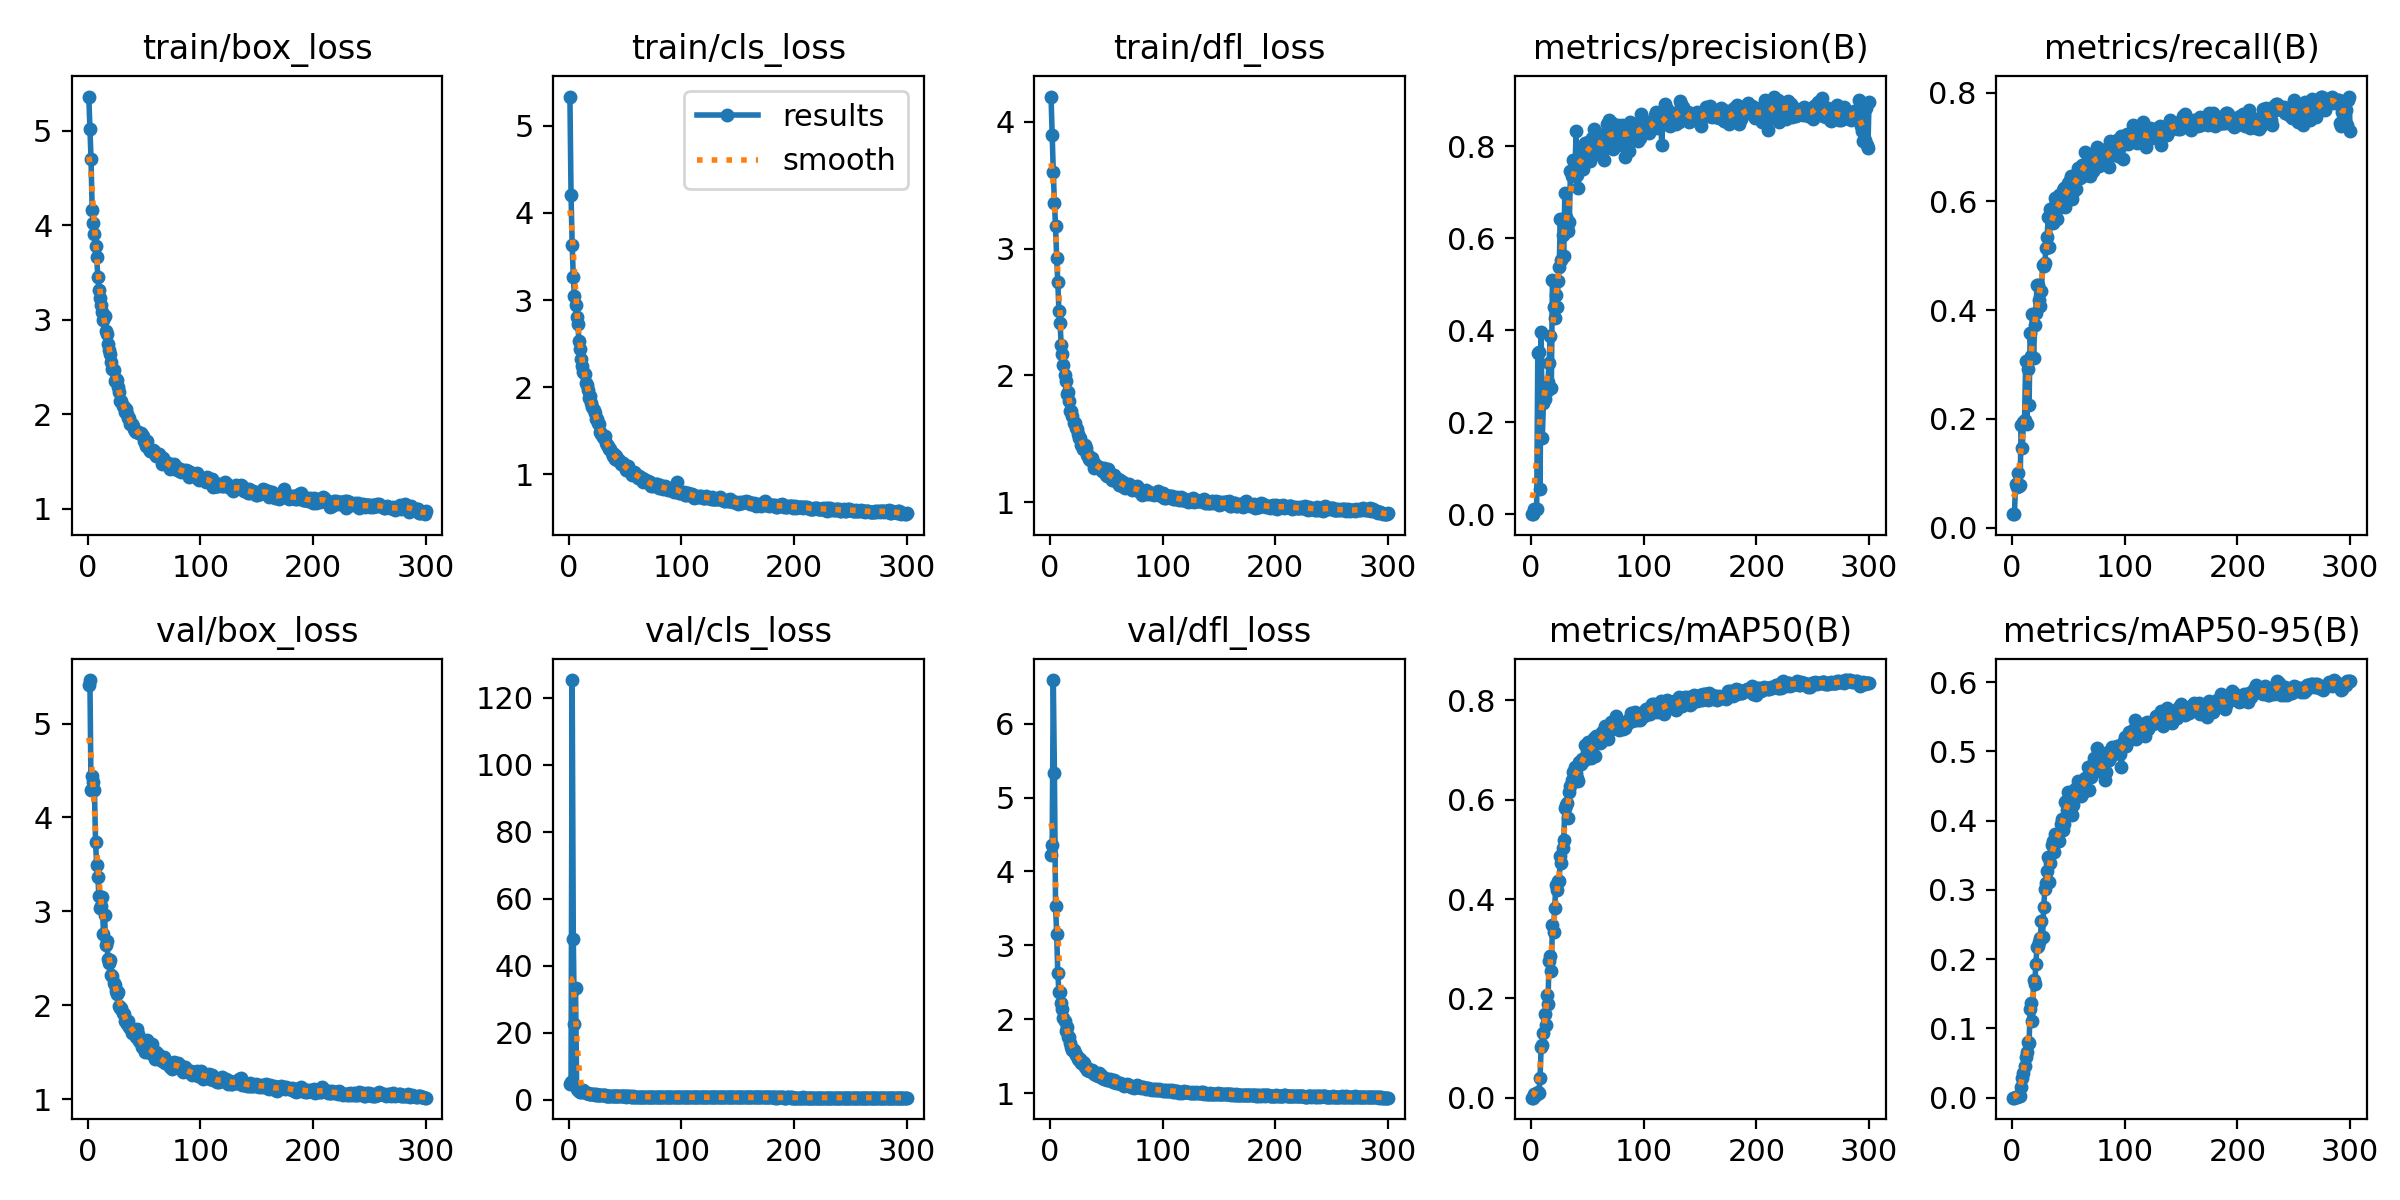 train/box_loss
5
4
3
2
1
0 100 200 300
train/cls_loss
results
smooth
5
4
3
2
1
0 100 200 300
train/dfl_loss
4
3
2
1
0 100 200 300
metrics/precision(B)
0.8
0.6
0.4
0.2
0.0
0 100 200 300
metrics/recall(B)
0.8
0.6
0.4
0.2
0.0
0 100 200 300
val/box_loss
5
4
3
2
1
0 100 200 300
val/cls_loss
120
100
80
60
40
20
0
0 100 200 300
val/dfl_loss
6
5
4
3
2
1
0 100 200 300
metrics/mAP50(B)
0.8
0.6
0.4
0.2
0.0
0 100 200 300
metrics/mAP50-95(B)
0.6
0.5
0.4
0.3
0.2
0.1
0.0
0 100 200 300